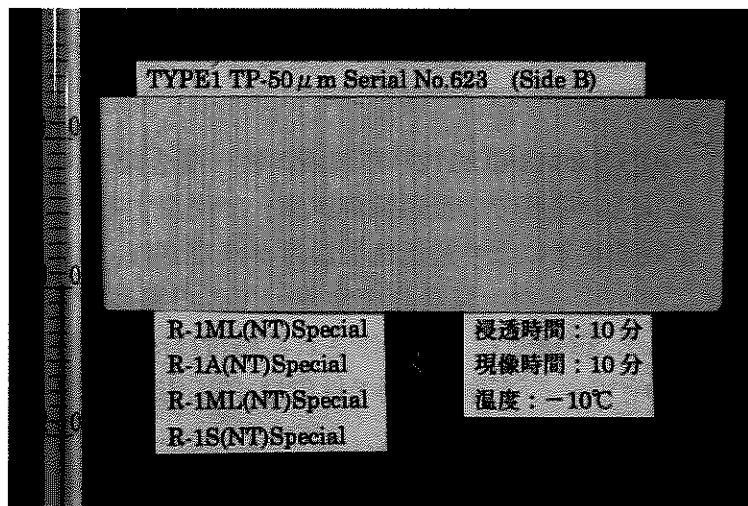 TYPE1 TP-50μm Serial No.623 (Side B)
R-1ML(NT)Special
R-1A(NT)Special
R-1ML(NT)Special
R-1S(NT)Special
浸透時間：10分
現像時間：10分
温度：－10℃